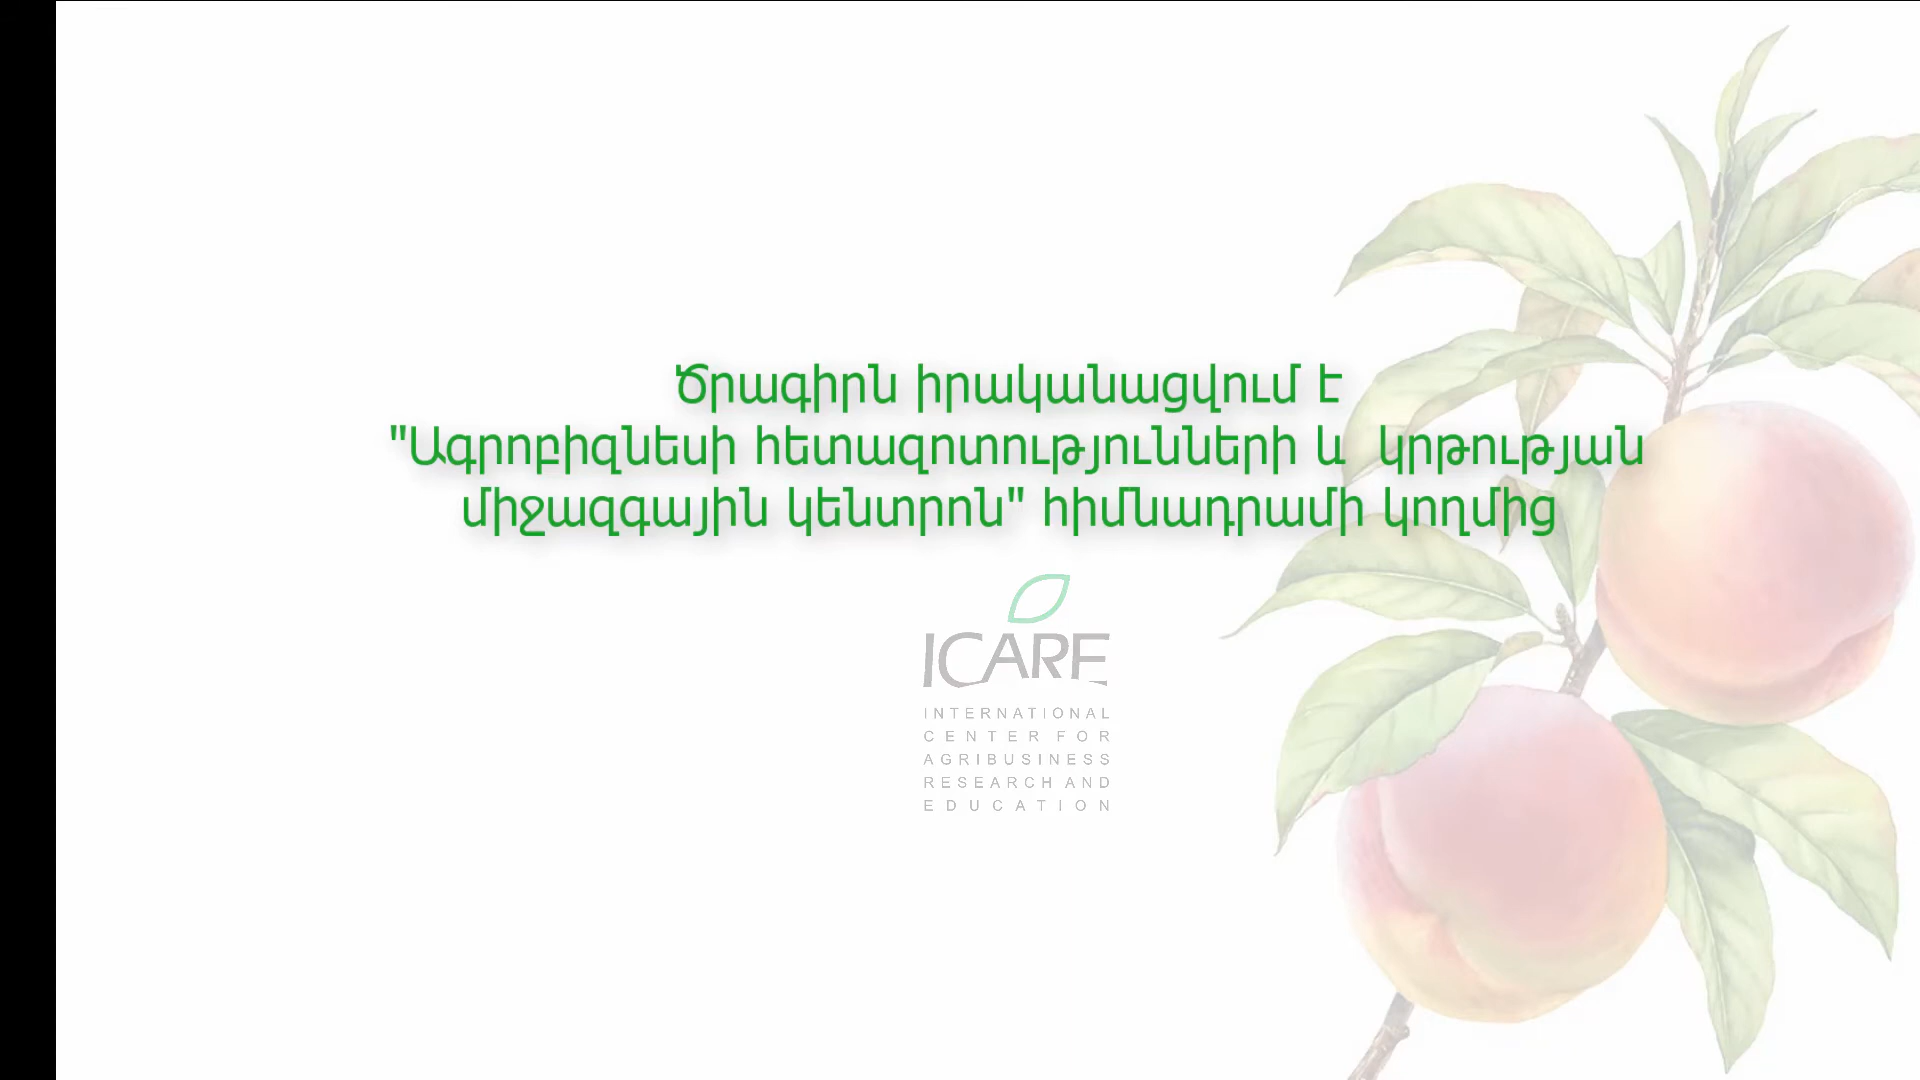 Ծրագիրն իրականացվում է
"Ագրոբիզնեսի հետազոտությունների և  կրթության
միջազգային կենտրոն" հիմնադրամի կողմից
ICARE
INTERNATIONAL
CENTER FOR
AGRIBUSINESS
RESEARCH AND
EDUCATION